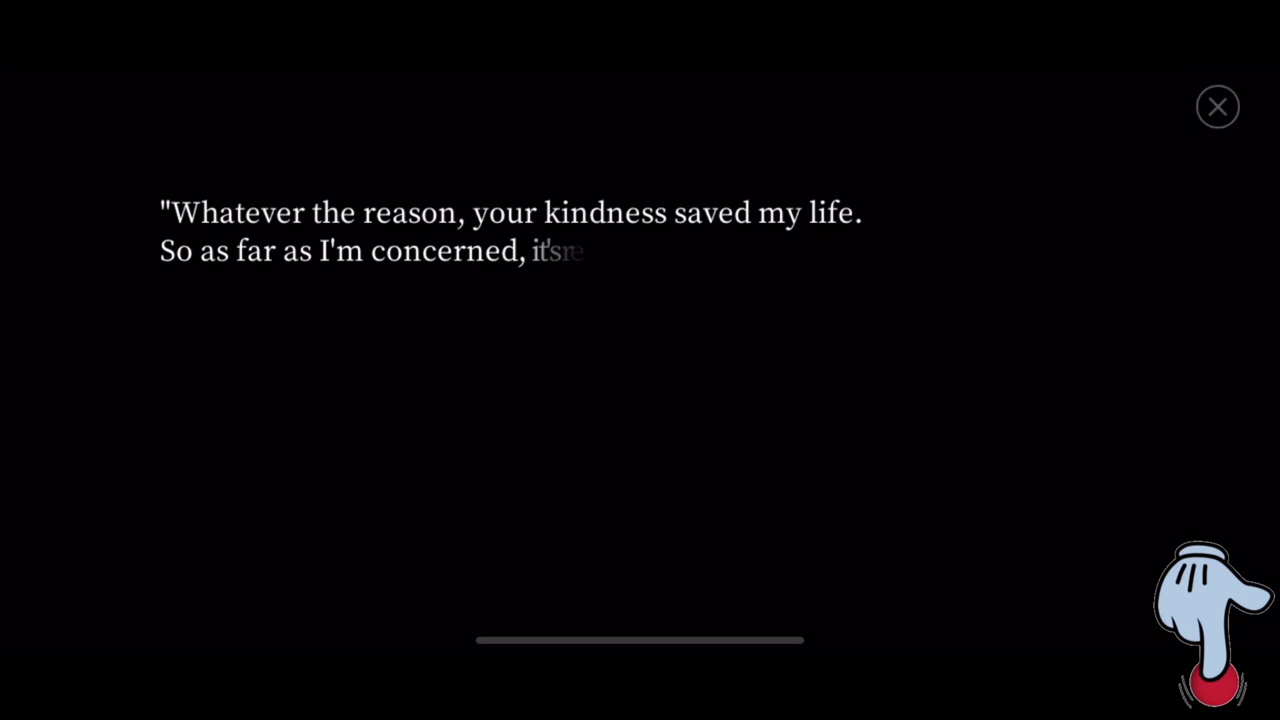 "Whatever the reason, your kindness saved my life.
So as far as I'm concerned, it's